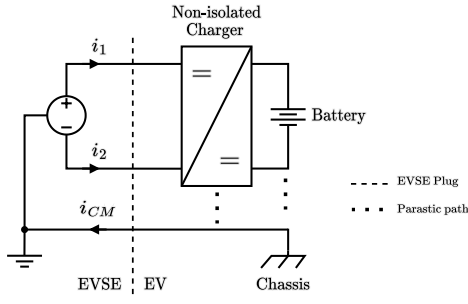 Non-isolated
Charger
i1
+
−
i2
Battery
iCM
EVSE Plug
Parastic path
EVSE
EV
Chassis